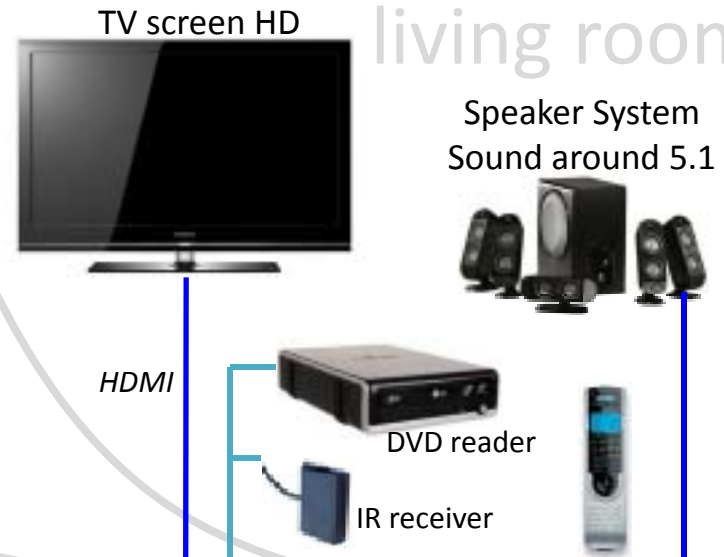 TV screen HD
living room
Speaker System
Sound around 5.1
HDMI
DVD reader
IR receiver